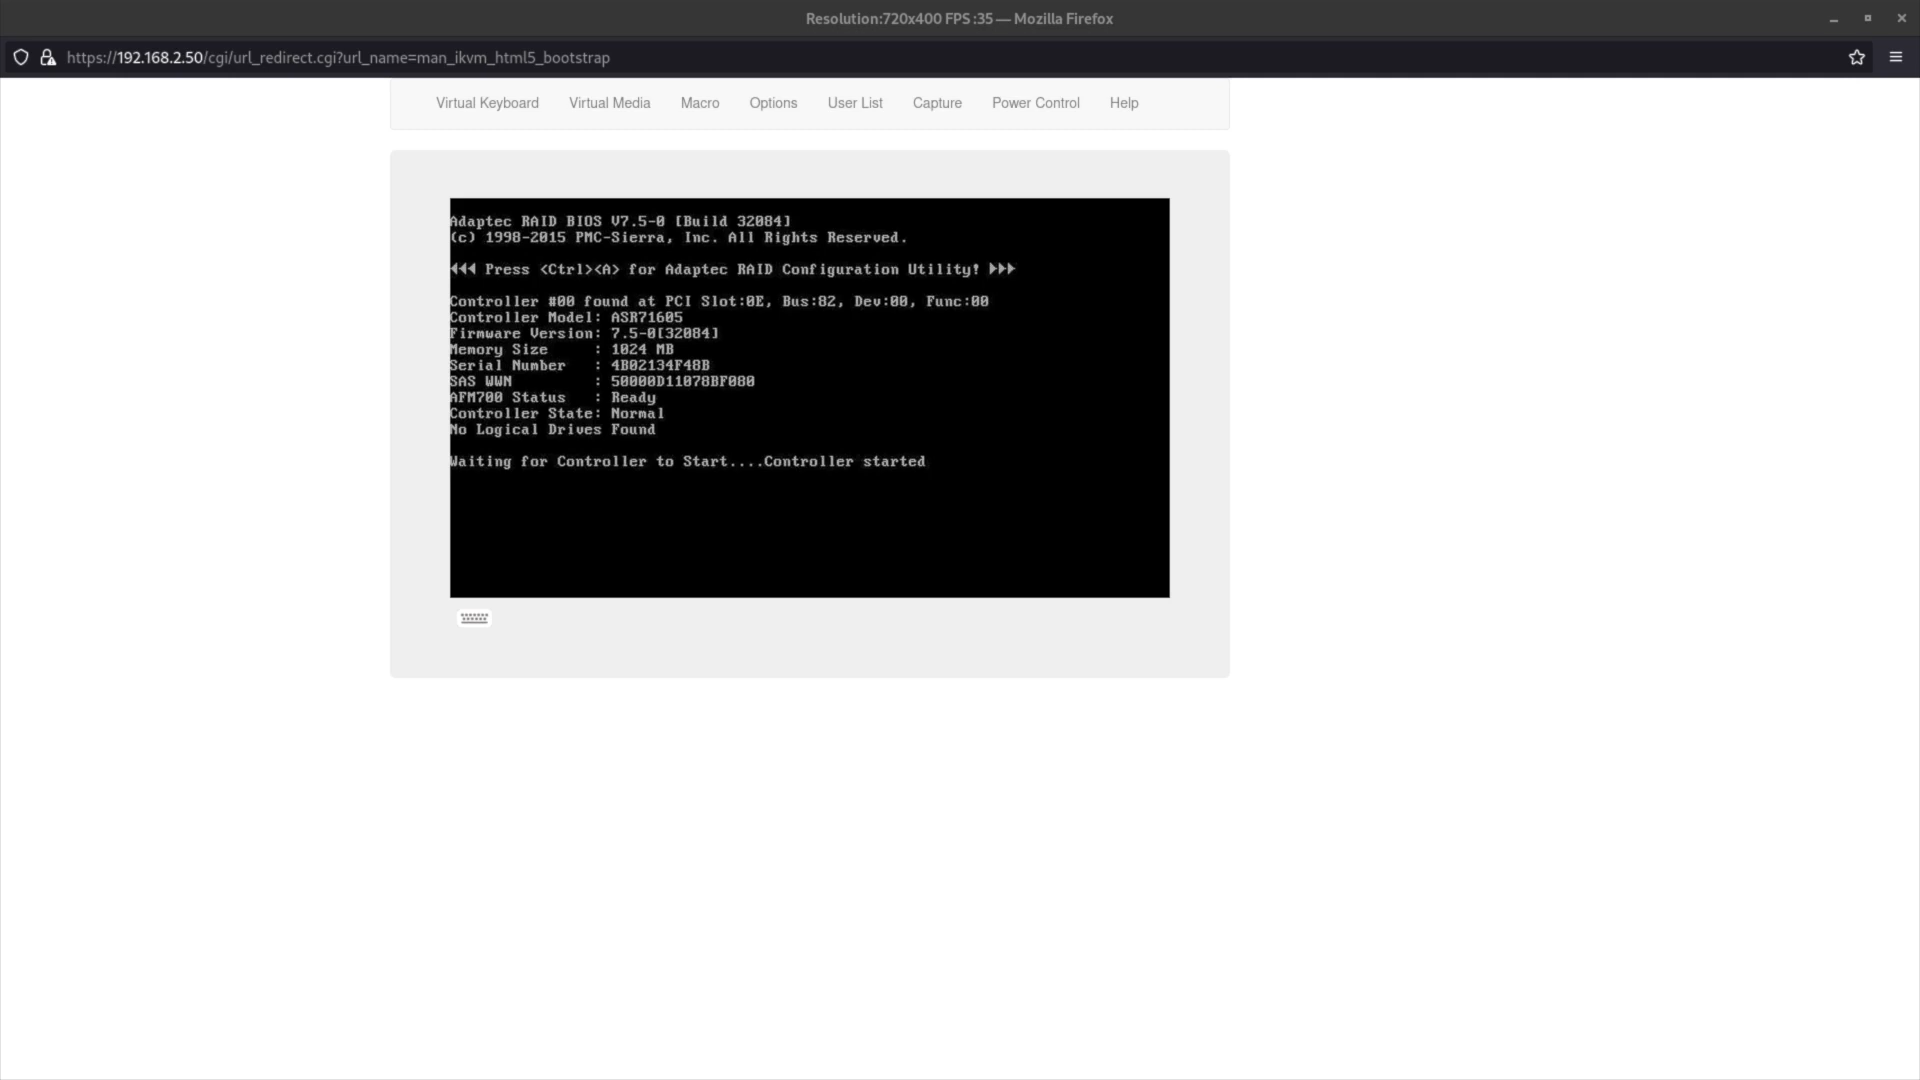 Resolution:720x400 FPS :35 — Mozilla Firefox
https://192.168.2.50/cgi/url_redirect.cgi?url_name=man_ikvm_html5_bootstrap
Virtual Keyboard Virtual Media Macro Options User List Capture Power Control Help
Adaptec RAID BIOS V7.5-0 [Build 32084]
(c) 1998-2015 PMC-Sierra, Inc. All Rights Reserved.
◄◄◄ Press <Ctrl><A> for Adaptec RAID Configuration Utility! ►►►
Controller #00 found at PCI Slot:0E, Bus:82, Dev:00, Func:00
Controller Model: ASR71605
Firmware Version: 7.5-0[32084]
Memory Size : 1024 MB
Serial Number : 4B02134F48B
SAS WWN : 50000D11078BF080
AFM700 Status : Ready
Controller State: Normal
No Logical Drives Found
Waiting for Controller to Start....Controller started